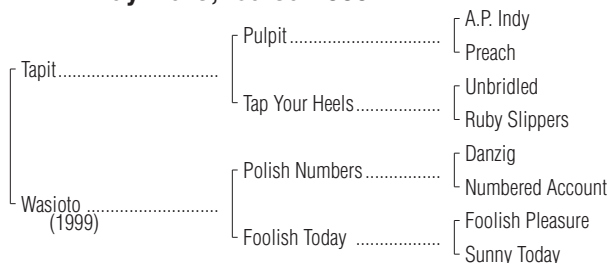 A.P. Indy
Pulpit
Preach
Tapit
Unbridled
Tap Your Heels
Ruby Slippers
Danzig
Polish Numbers
Numbered Account
Wasioto
(1999)
Foolish Pleasure
Foolish Today
Sunny Today